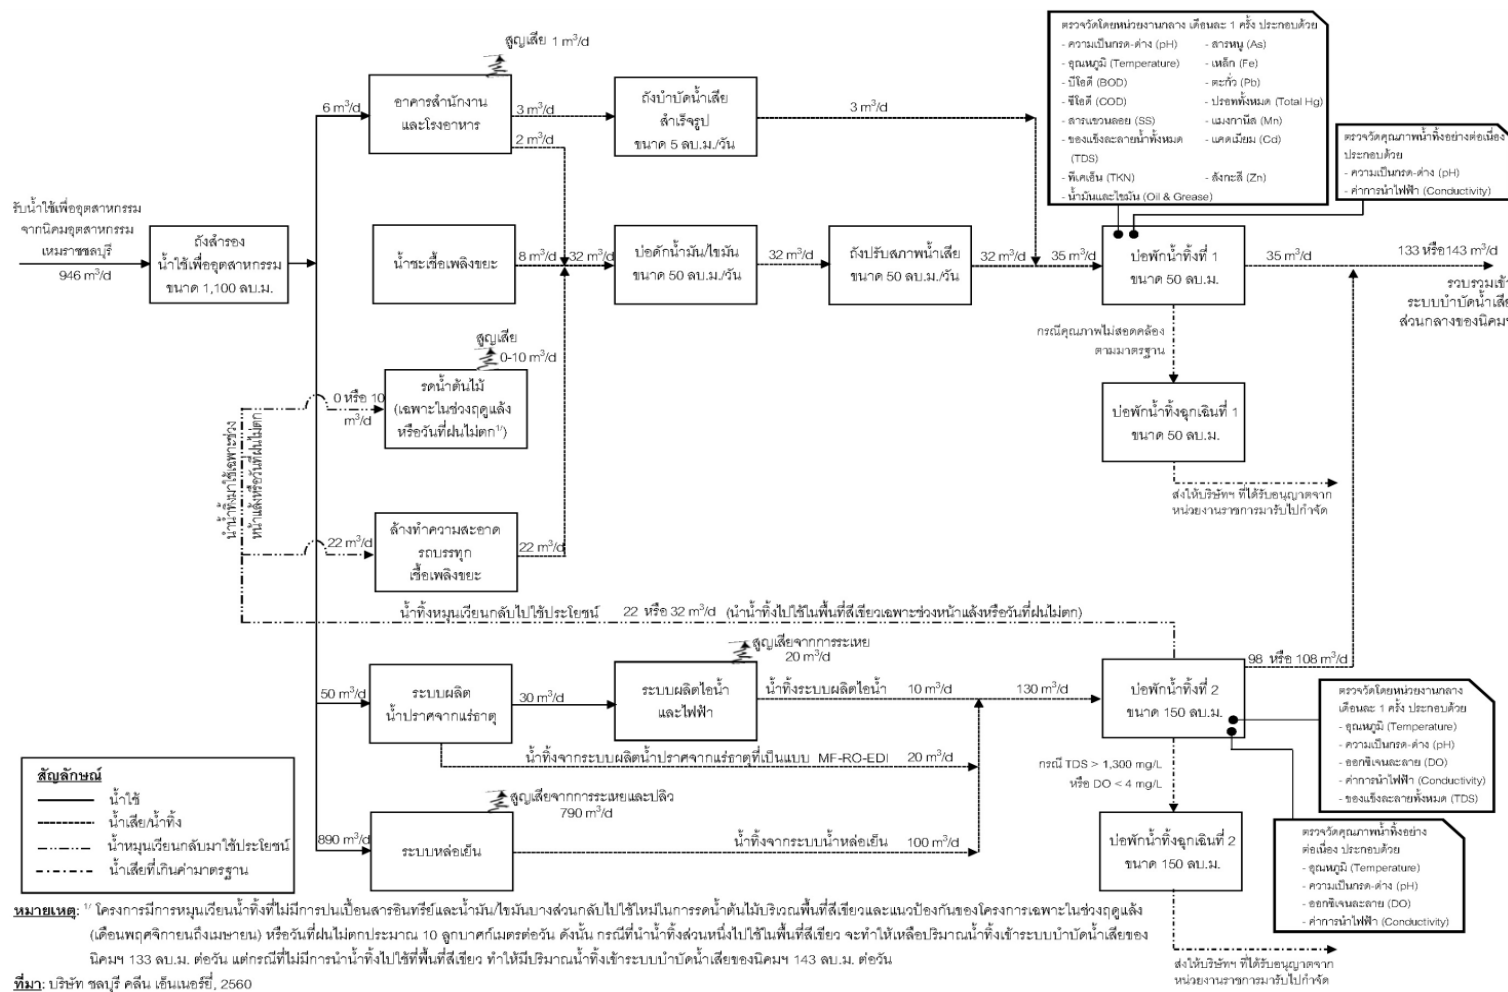 ตรวจวัดโดยหน่วยงานกลาง เดือนละ 1 ครั้ง ประกอบด้วย
- ความเป็นกรด-ด่าง (pH) - สารหนู (As)
- อุณหภูมิ (Temperature) - เหล็ก (Fe)
- บีโอดี (BOD) - ตะกั่ว (Pb)
- ซีโอดี (COD) - ปรอททั้งหมด (Total Hg)
- สารแขวนลอย (SS) - แมงกานีส (Mn)
- ของแข็งละลายน้ำทั้งหมด - แคดเมียม (Cd)
(TDS)
- ทีเคเอ็น (TKN) - สังกะสี (Zn)
- น้ำมันและไขมัน (Oil & Grease)
ตรวจวัดคุณภาพน้ำทิ้งอย่างต่อเนื่อง
ประกอบด้วย
- ความเป็นกรด-ด่าง (pH)
- ค่าการนำไฟฟ้า (Conductivity)
สูญเสีย 1 m³/d
6 m³/d
อาคารสำนักงาน
และโรงอาหาร
3 m³/d
2 m³/d
ถังบำบัดน้ำเสีย
สำเร็จรูป
ขนาด 5 ลบ.ม./วัน
3 m³/d
รับน้ำใช้เพื่ออุตสาหกรรม
จากนิคมอุตสาหกรรม
เหมราชชลบุรี
946 m³/d
ถังสำรอง
น้ำใช้เพื่ออุตสาหกรรม
ขนาด 1,100 ลบ.ม.
น้ำชะเชื้อเพลิงขยะ
8 m³/d
32 m³/d
บ่อดักน้ำมัน/ไขมัน
ขนาด 50 ลบ.ม./วัน
32 m³/d
ถังปรับสภาพน้ำเสีย
ขนาด 50 ลบ.ม./วัน
32 m³/d
35 m³/d
บ่อพักน้ำทิ้งที่ 1
ขนาด 50 ลบ.ม.
35 m³/d
133 หรือ143 m³/d
รวบรวมเข้า
ระบบบำบัดน้ำเสีย
ส่วนกลางของนิคมฯ
กรณีคุณภาพไม่สอดคล้อง
ตามมาตรฐาน
บ่อพักน้ำทิ้งฉุกเฉินที่ 1
ขนาด 50 ลบ.ม.
ส่งให้บริษัทฯ ที่ได้รับอนุญาตจาก
หน่วยงานราชการมารับไปกำจัด
สูญเสีย
0-10 m³/d
0 หรือ 10
m³/d
รดน้ำต้นไม้
(เฉพาะในช่วงฤดูแล้ง
หรือวันที่ฝนไม่ตก¹/)
นำน้ำทิ้งมาใช้เฉพาะช่วง
หน้าแล้งหรือวันที่ฝนไม่ตก
22 m³/d
ล้างทำความสะอาด
รถบรรทุก
เชื้อเพลิงขยะ
22 m³/d
น้ำทิ้งหมุนเวียนกลับไปใช้ประโยชน์ 22 หรือ 32 m³/d (นำน้ำทิ้งไปใช้ในพื้นที่สีเขียวเฉพาะช่วงหน้าแล้งหรือวันที่ฝนไม่ตก)
สูญเสียจากการระเหย
20 m³/d
50 m³/d
ระบบผลิต
น้ำปราศจากแร่ธาตุ
30 m³/d
ระบบผลิตไอน้ำ
และไฟฟ้า
น้ำทิ้งระบบผลิตไอน้ำ 10 m³/d
130 m³/d
บ่อพักน้ำทิ้งที่ 2
ขนาด 150 ลบ.ม.
98 หรือ 108 m³/d
น้ำทิ้งจากระบบผลิตน้ำปราศจากแร่ธาตุที่เป็นแบบ MF-RO-EDI 20 m³/d
สูญเสียจากการระเหยและปลิว
790 m³/d
890 m³/d
ระบบหล่อเย็น
น้ำทิ้งจากระบบน้ำหล่อเย็น 100 m³/d
กรณี TDS > 1,300 mg/L
หรือ DO < 4 mg/L
บ่อพักน้ำทิ้งฉุกเฉินที่ 2
ขนาด 150 ลบ.ม.
ส่งให้บริษัทฯ ที่ได้รับอนุญาตจาก
หน่วยงานราชการมารับไปกำจัด
ตรวจวัดโดยหน่วยงานกลาง
เดือนละ 1 ครั้ง ประกอบด้วย
- อุณหภูมิ (Temperature)
- ความเป็นกรด-ด่าง (pH)
- ออกซิเจนละลาย (DO)
- ค่าการนำไฟฟ้า (Conductivity)
- ของแข็งละลายทั้งหมด (TDS)
ตรวจวัดคุณภาพน้ำทิ้งอย่าง
ต่อเนื่อง ประกอบด้วย
- อุณหภูมิ (Temperature)
- ความเป็นกรด-ด่าง (pH)
- ออกซิเจนละลาย (DO)
- ค่าการนำไฟฟ้า (Conductivity)
สัญลักษณ์
น้ำใช้
น้ำเสีย/น้ำทิ้ง
น้ำหมุนเวียนกลับมาใช้ประโยชน์
น้ำเสียที่เกินค่ามาตรฐาน
หมายเหตุ: ¹/ โครงการมีการหมุนเวียนน้ำทิ้งที่ไม่มีการปนเปื้อนสารอินทรีย์และน้ำมัน/ไขมันบางส่วนกลับไปใช้ใหม่ในการรดน้ำต้นไม้บริเวณพื้นที่สีเขียวและแนวป้องกันของโครงการเฉพาะในช่วงฤดูแล้ง
(เดือนพฤศจิกายนถึงเมษายน) หรือวันที่ฝนไม่ตกประมาณ 10 ลูกบาศก์เมตรต่อวัน ดังนั้น กรณีที่นำน้ำทิ้งส่วนหนึ่งไปใช้ในพื้นที่สีเขียว จะทำให้เหลือปริมาณน้ำทิ้งเข้าระบบบำบัดน้ำเสียของ
นิคมฯ 133 ลบ.ม. ต่อวัน แต่กรณีที่ไม่มีการนำน้ำทิ้งไปใช้ที่พื้นที่สีเขียว ทำให้มีปริมาณน้ำทิ้งเข้าระบบบำบัดน้ำเสียของนิคมฯ 143 ลบ.ม. ต่อวัน
ที่มา: บริษัท ชลบุรี คลีน เอ็นเนอร์ยี่, 2560